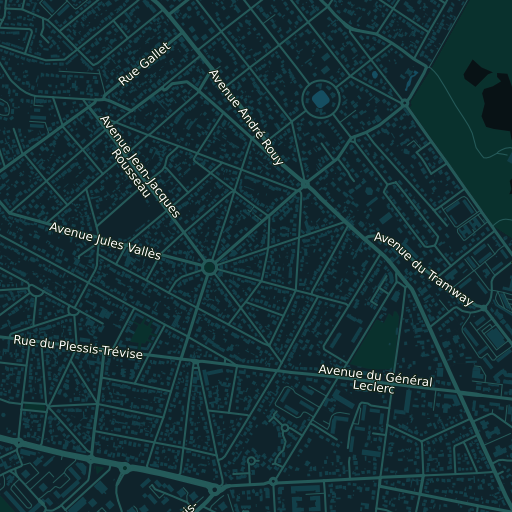 Rue Gallet
Avenue André Rouy
Avenue Jean-Jacques
Rousseau
Avenue Jules Vallès
Avenue du Tramway
Rue du Plessis-Trévise
Avenue du Général
Leclerc